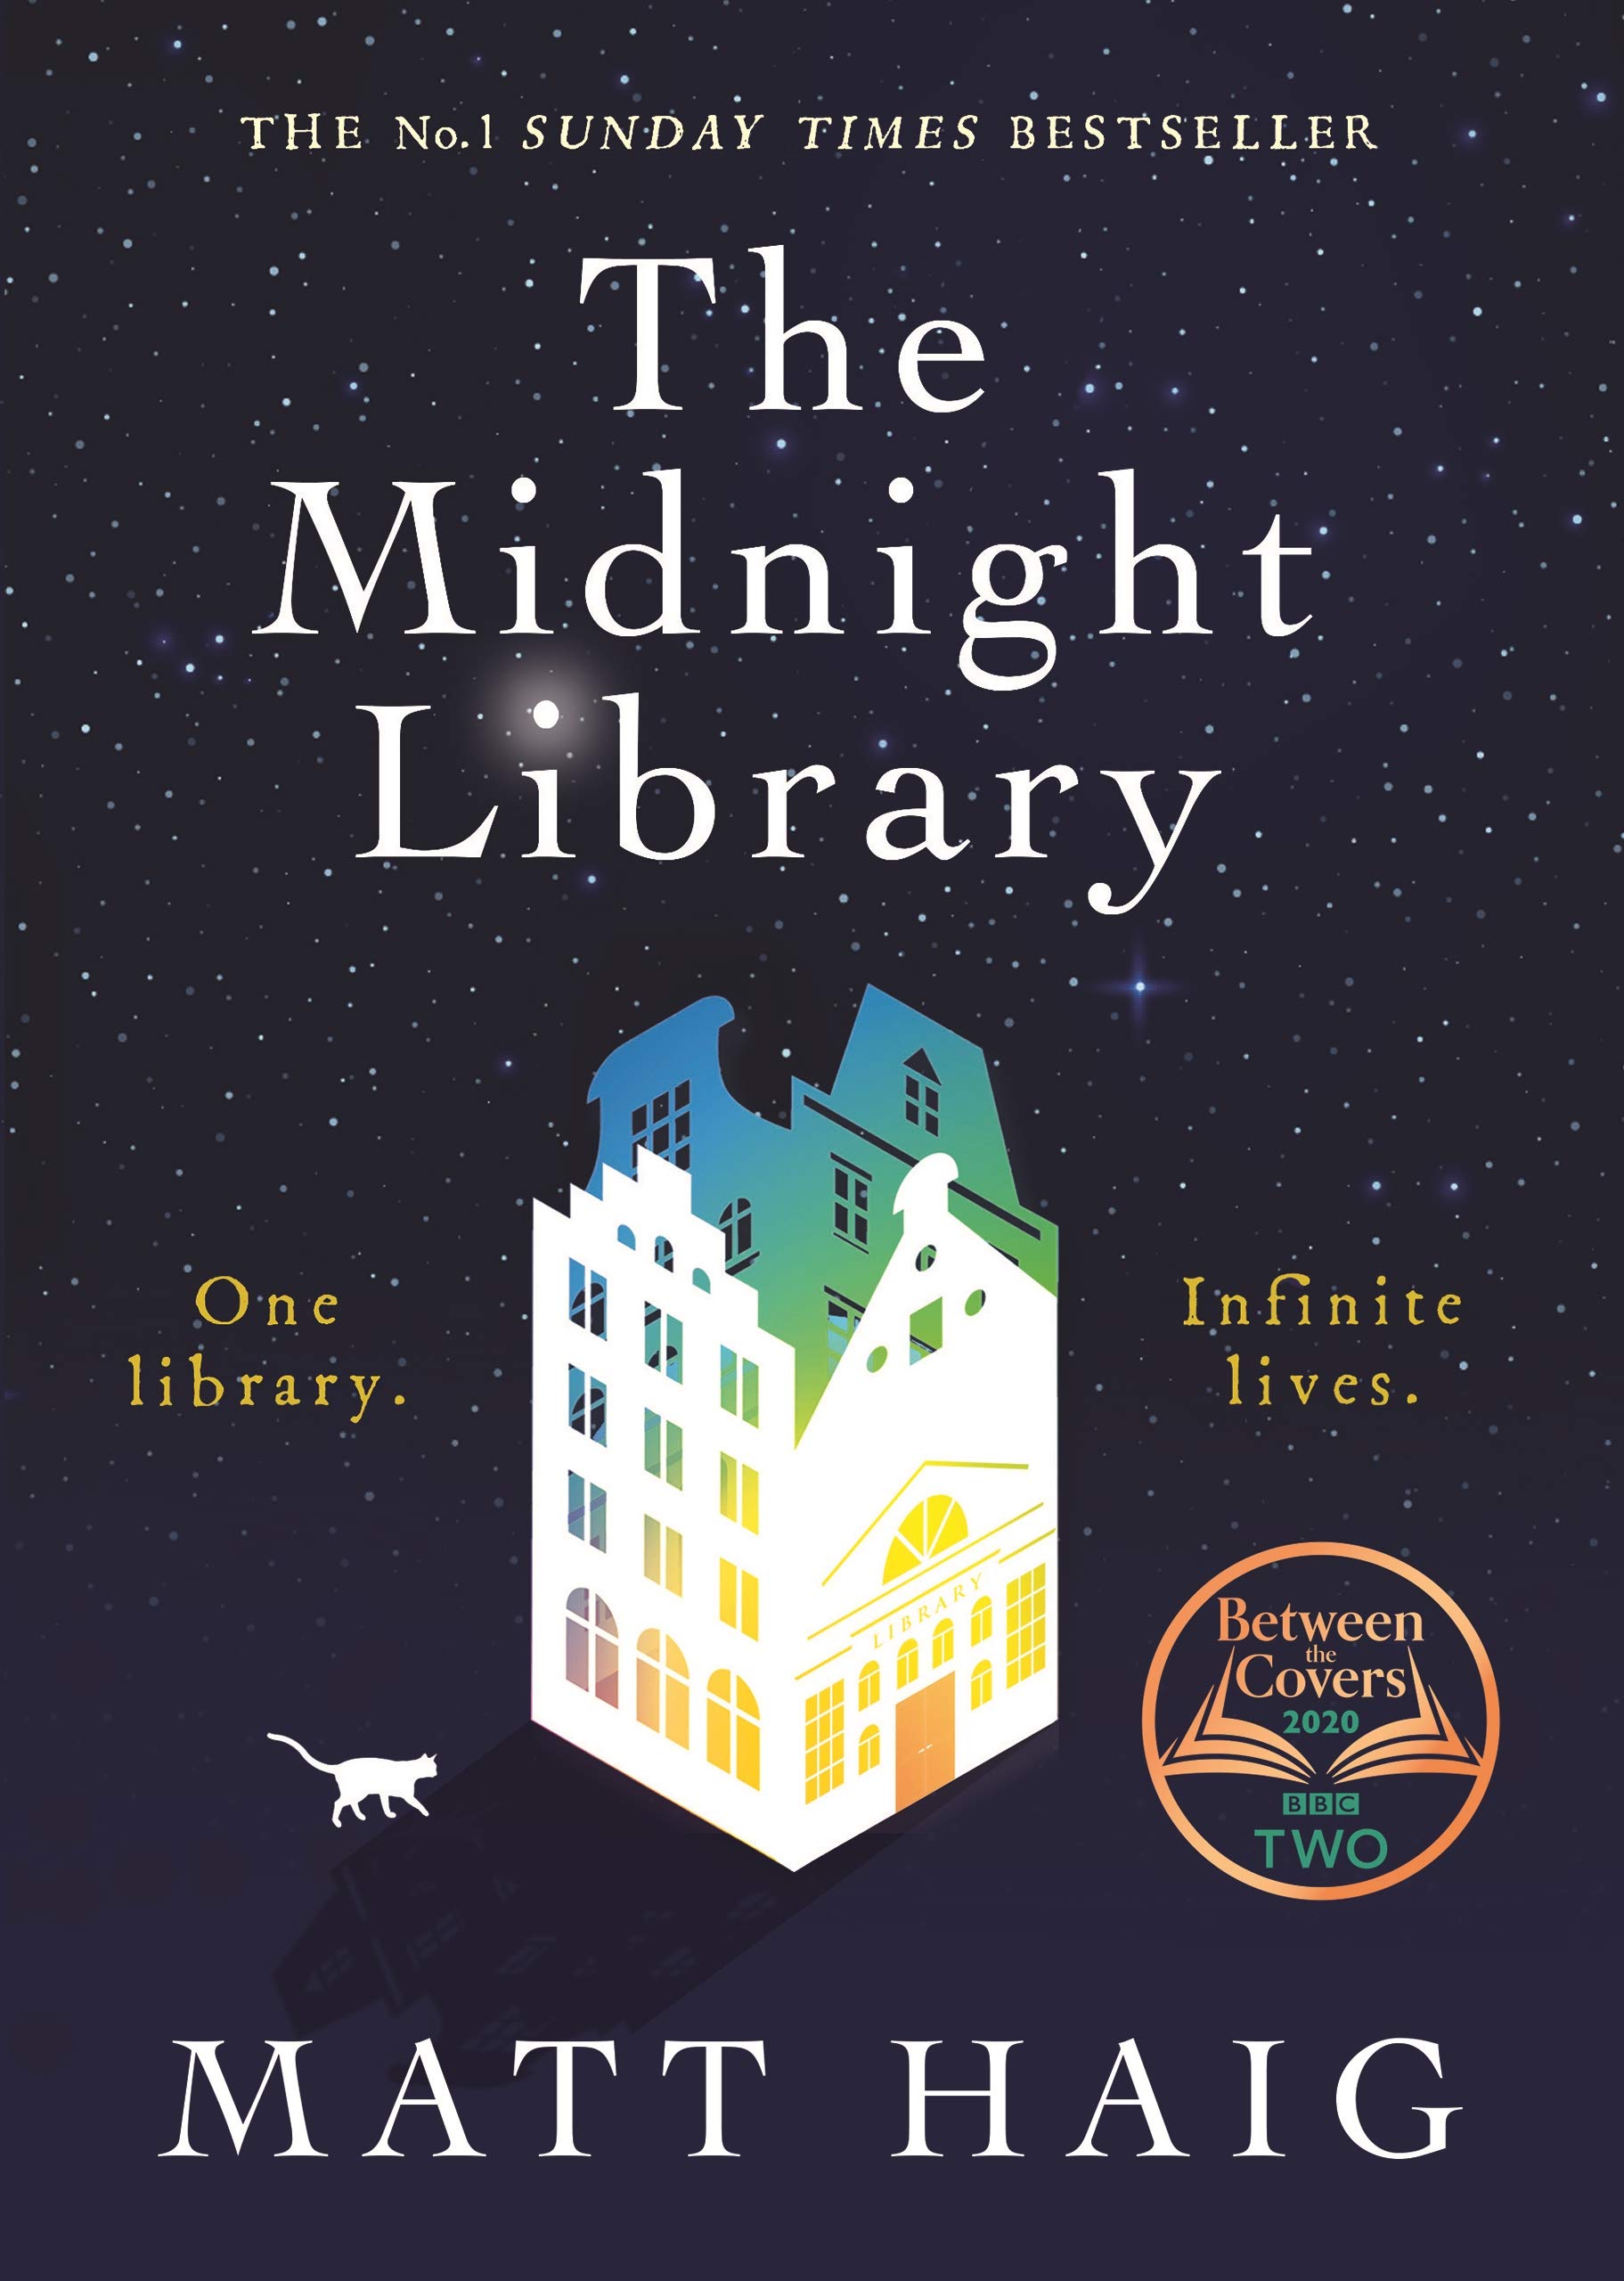 THE No.1 SUNDAY TIMES BESTSELLER
The
Midnight
Library
One
library.
Infinite
lives.
LIBRARY
Between
the
Covers
2020
BBC
TWO
MATT HAIG